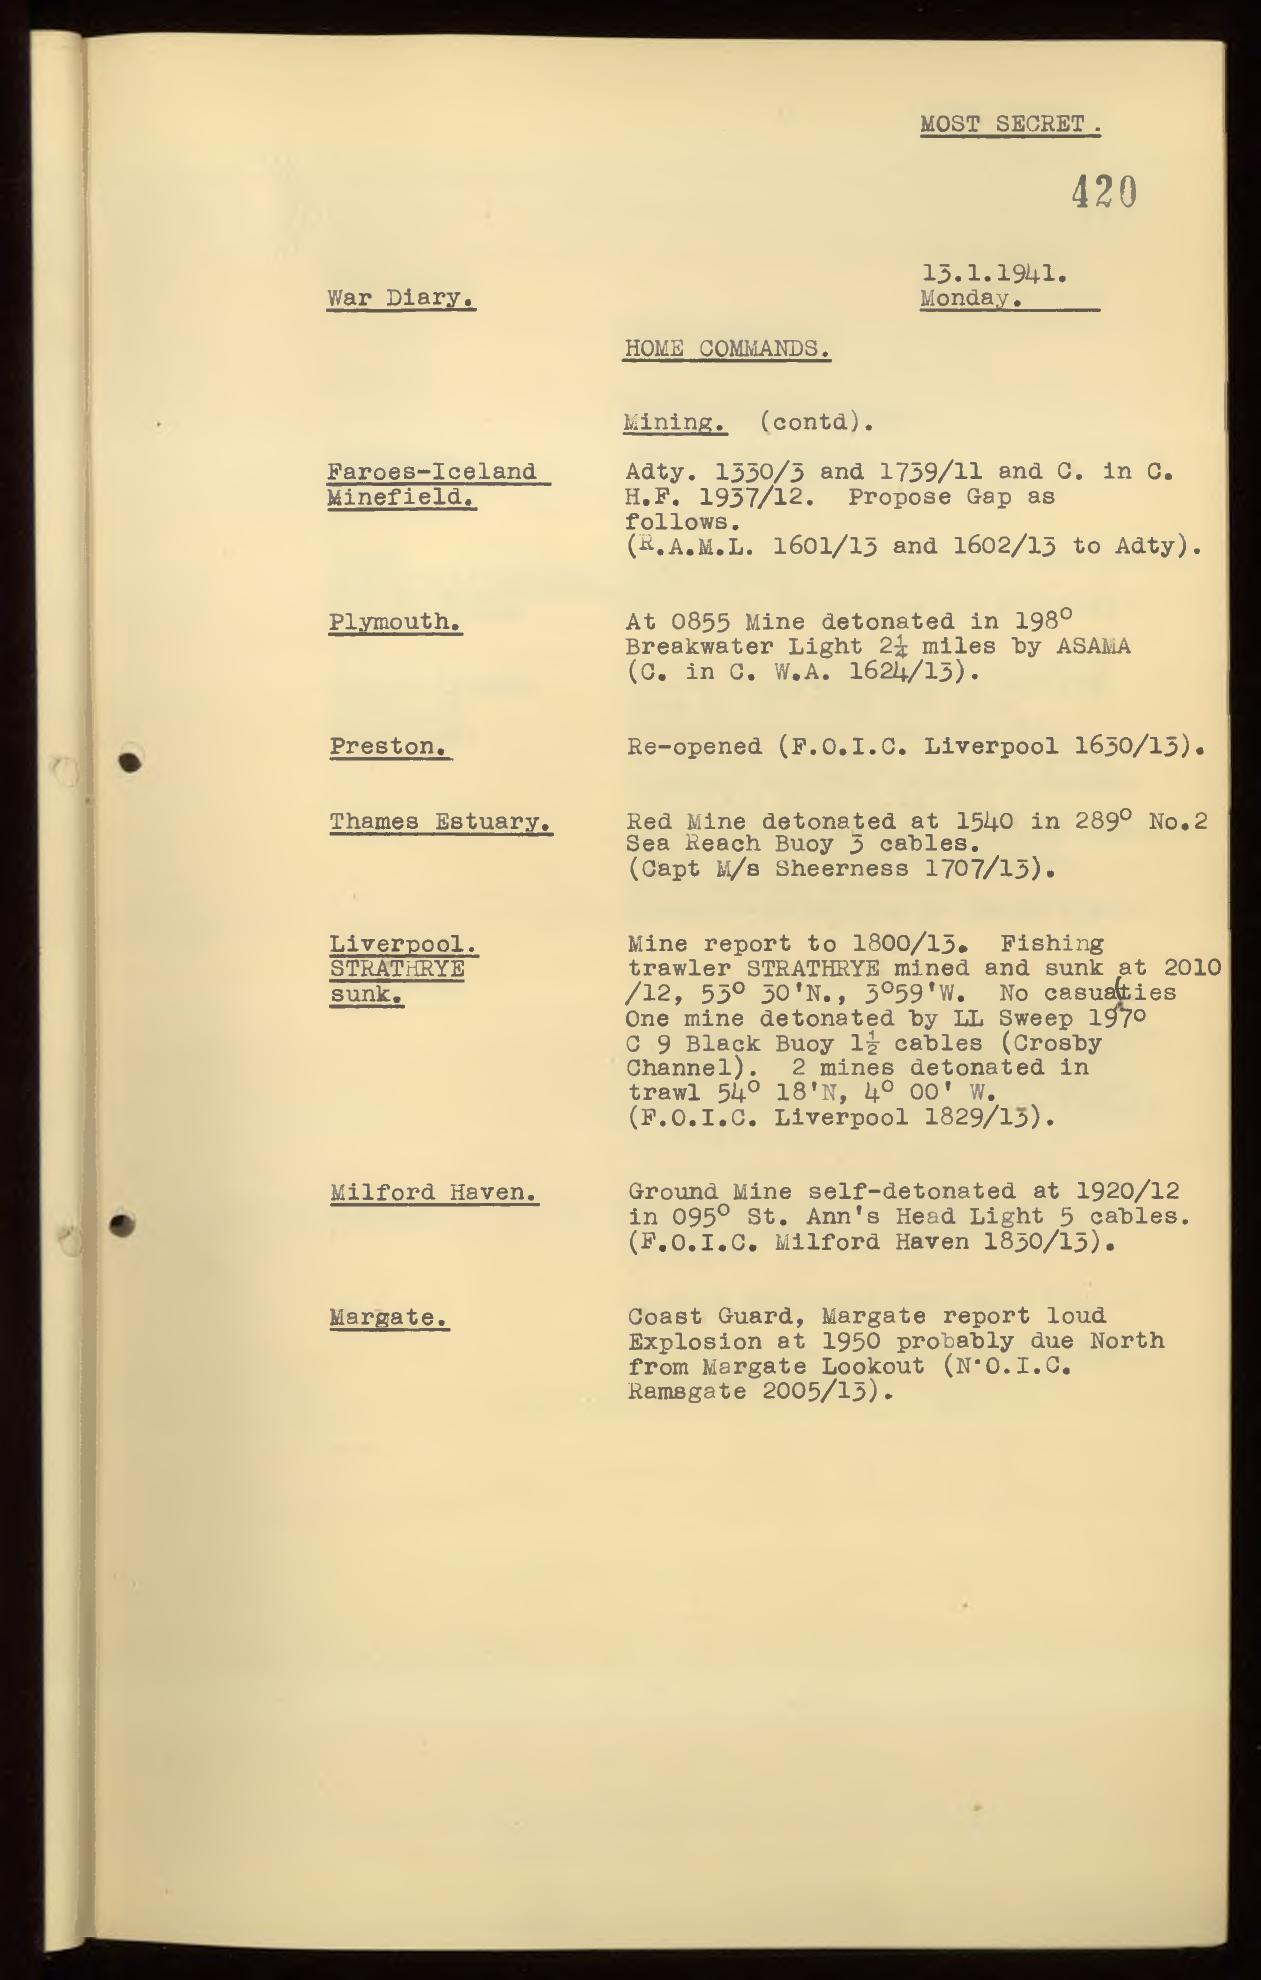 MOST SECRET.
420
13.1.1941.
War Diary.
Monday.
HOME COMMANDS.
Mining. (contd).
Faroes-Iceland
Minefield.
Adty. 1330/3 and 1739/11 and C. in C.
H.F. 1937/12. Propose Gap as
follows.
(R.A.M.L. 1601/13 and 1602/13 to Adty).
Plymouth.
At 0855 Mine detonated in 198°
Breakwater Light 2¼ miles by ASAMA
(C. in C. W.A. 1624/13).
Preston.
Re-opened (F.O.I.C. Liverpool 1630/13).
Thames Estuary.
Red Mine detonated at 1540 in 289° No.2
Sea Reach Buoy 3 cables.
(Capt M/s Sheerness 1707/13).
Liverpool.
STRATHRYE
sunk.
Mine report to 1800/13. Fishing
trawler STRATHRYE mined and sunk at 2010
/12, 53° 30'N., 3°59'W. No casualties
One mine detonated by LL Sweep 197°
C 9 Black Buoy 1½ cables (Crosby
Channel). 2 mines detonated in
trawl 54° 18'N, 4° 00' W.
(F.O.I.C. Liverpool 1829/13).
Milford Haven.
Ground Mine self-detonated at 1920/12
in 095° St. Ann's Head Light 5 cables.
(F.O.I.C. Milford Haven 1830/13).
Margate.
Coast Guard, Margate report loud
Explosion at 1950 probably due North
from Margate Lookout (N.O.I.C.
Ramsgate 2005/13).